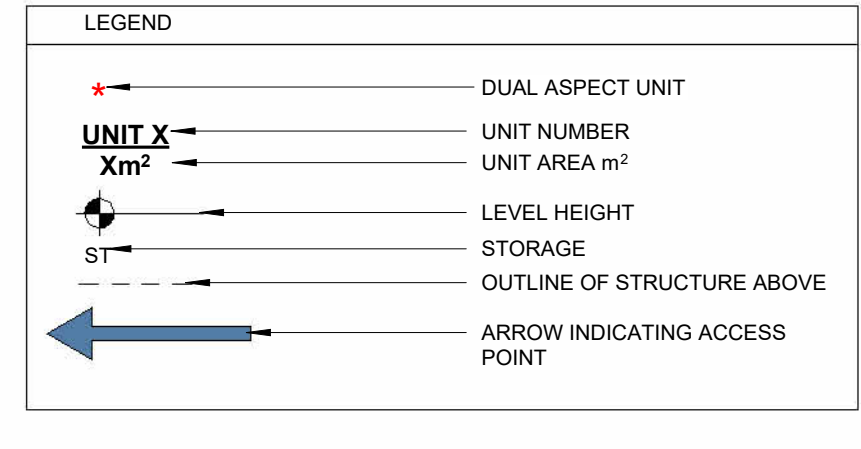 LEGEND
* DUAL ASPECT UNIT
UNIT X UNIT NUMBER
Xm² UNIT AREA m²
LEVEL HEIGHT
ST STORAGE
OUTLINE OF STRUCTURE ABOVE
ARROW INDICATING ACCESS
POINT